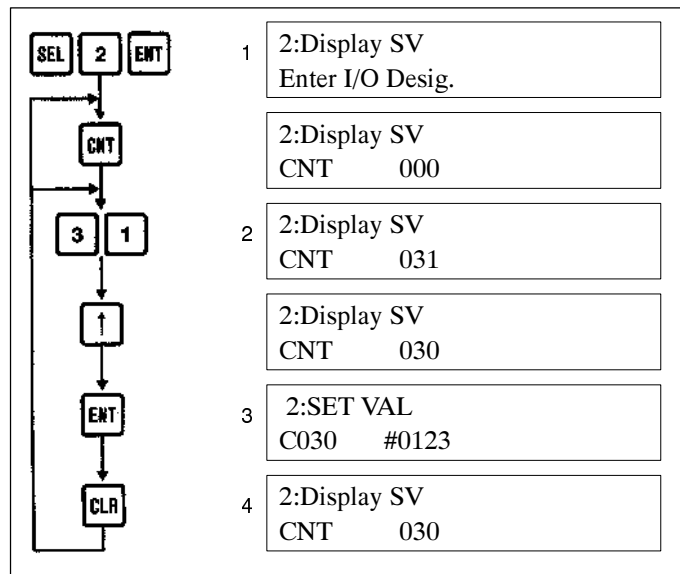 SEL 2 ENT 1 2:Display SV
Enter I/O Desig.
CNT 2:Display SV
CNT 000
3 1 2 2:Display SV
CNT 031
↑ 2:Display SV
CNT 030
ENT 3 2:SET VAL
C030 #0123
CLR 4 2:Display SV
CNT 030